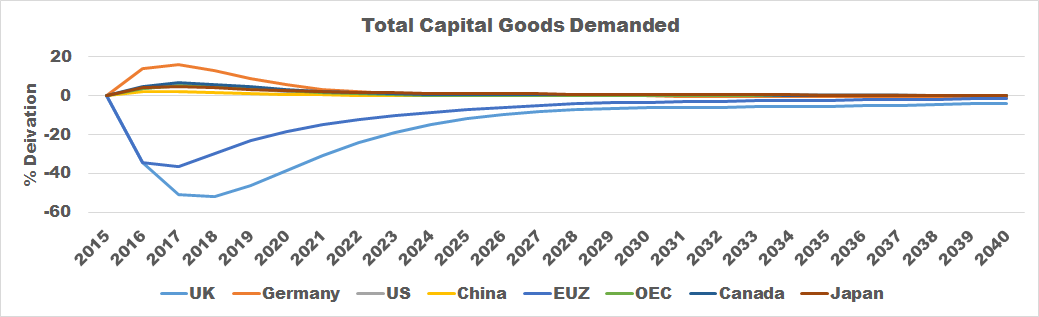 Total Capital Goods Demanded
% Deivation
20
0
-20
-40
-60
2015 2016 2017 2018 2019 2020 2021 2022 2023 2024 2025 2026 2027 2028 2029 2030 2031 2032 2033 2034 2035 2036 2037 2038 2039 2040
UK Germany US China EUZ OEC Canada Japan